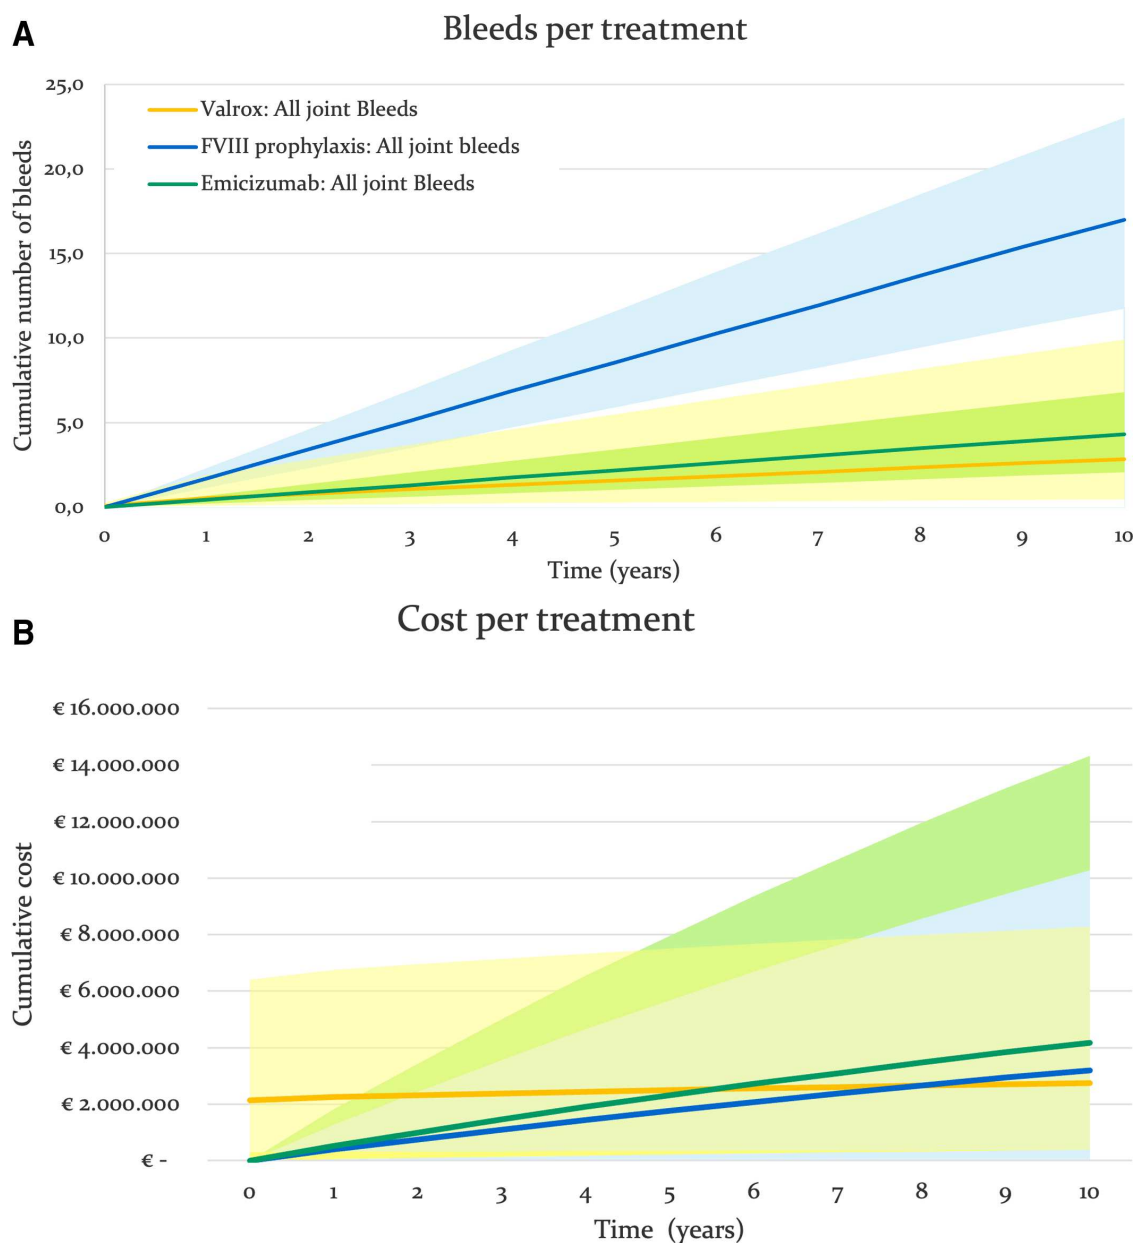 A
Bleeds per treatment
25,0
20,0
15,0
10,0
5,0
0,0
Cumulative number of bleeds
Valrox: All joint Bleeds
FVIII prophylaxis: All joint bleeds
Emicizumab: All joint Bleeds
0 1 2 3 4 5 6 7 8 9 10
Time (years)
B
Cost per treatment
€ 16.000.000
€ 14.000.000
€ 12.000.000
€ 10.000.000
€ 8.000.000
€ 6.000.000
€ 4.000.000
€ 2.000.000
€ -
Cumulative cost
0 1 2 3 4 5 6 7 8 9 10
Time (years)